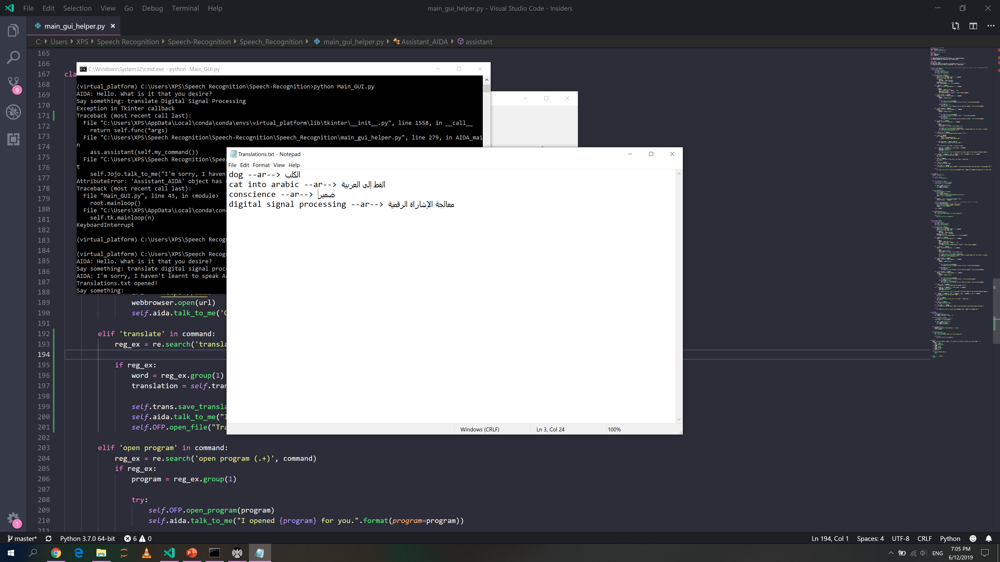 File Edit Selection View Go Debug Terminal Help
main_gui_helper.py - Visual Studio Code - Insiders
main_gui_helper.py
C: Users XPS Speech Recognition Speech-Recognition Speech_Recognition main_gui_helper.py Assistant_AIDA assistant
165
166
167 cla
168
169
170
171
172
173
174
175
176
177
178
179
180
181
182
183
184
185
186
187
188
189 webbrowser.open(url)
190 self.aida.talk_to_me('
191
192 elif 'translate' in command:
193 reg_ex = re.search('transla
194
195 if reg_ex:
196 word = reg_ex.group(1)
197 translation = self.tran
198
199 self.trans.save_transla
200 self.aida.talk_to_me("I
201 self.OFP.open_file("Tra
202
203 elif 'open program' in command:
204 reg_ex = re.search('open program (.+)', command)
205 if reg_ex:
206 program = reg_ex.group(1)
207
208 try:
209 self.OFP.open_program(program)
210 self.aida.talk_to_me("I opened {program} for you.".format(program=program))
211
C:\Windows\System32\cmd.exe - python Main_GUI.py
(virtual_platform) C:\Users\XPS\Speech Recognition\Speech-Recognition>python Main_GUI.py
AIDA: Hello. What is it that you desire?
Say something: translate Digital Signal Processing
Exception in Tkinter callback
Traceback (most recent call last):
File "C:\Users\XPS\AppData\Local\conda\conda\envs\virtual_platform\lib\tkinter\__init__.py", line 1558, in __call__
return self.func(*args)
File "C:\Users\XPS\Speech Recognition\Speech-Recognition\Speech_Recognition\main_gui_helper.py", line 279, in AIDA_mai
n
ass.assistant(self.my_command())
File "C:\Users\XPS\Speech Recognition\Spee
t
self.Jojo.talk_to_me("I'm sorry, I haven
AttributeError: 'Assistant_AIDA' object has
Traceback (most recent call last):
File "Main_GUI.py", line 43, in <module>
root.mainloop()
File "C:\Users\XPS\AppData\Local\conda\con
self.tk.mainloop(n)
KeyboardInterrupt
(virtual_platform) C:\Users\XPS\Speech Recog
(virtual_platform) C:\Users\XPS\Speech Recog
AIDA: Hello. What is it that you desire?
Say something: translate digital signal proc
AIDA: I'm sorry, I haven't learnt to speak A
Translations.txt opened!
Say something:
Translations.txt - Notepad
File Edit Format View Help
dog --ar--> الكلب
cat into arabic --ar--> القط إلى العربية
conscience --ar--> ضمير
digital signal processing --ar--> معالجة الإشاراة الرقمية
Windows (CRLF) Ln 3, Col 24 100%
9
1
master* Python 3.7.0 64-bit 6 0 Ln 194, Col 1 Spaces: 4 UTF-8 CRLF Python
ENG 7:05 PM
6/12/2019